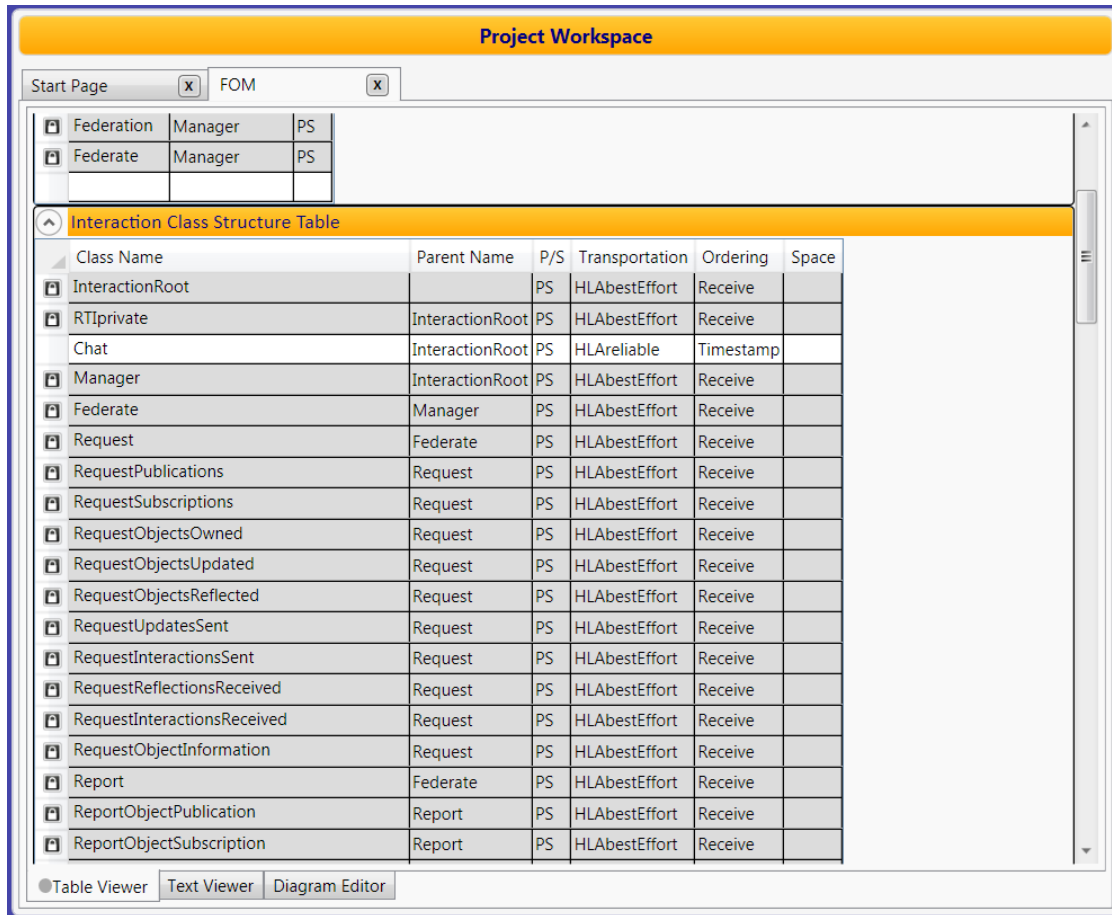 Project Workspace
Start Page x FOM x
Federation Manager PS
Federate Manager PS
Interaction Class Structure Table
Class Name Parent Name P/S Transportation Ordering Space
InteractionRoot PS HLAbestEffort Receive
RTIprivate InteractionRoot PS HLAbestEffort Receive
Chat InteractionRoot PS HLAreliable Timestamp
Manager InteractionRoot PS HLAbestEffort Receive
Federate Manager PS HLAbestEffort Receive
Request Federate PS HLAbestEffort Receive
RequestPublications Request PS HLAbestEffort Receive
RequestSubscriptions Request PS HLAbestEffort Receive
RequestObjectsOwned Request PS HLAbestEffort Receive
RequestObjectsUpdated Request PS HLAbestEffort Receive
RequestObjectsReflected Request PS HLAbestEffort Receive
RequestUpdatesSent Request PS HLAbestEffort Receive
RequestInteractionsSent Request PS HLAbestEffort Receive
RequestReflectionsReceived Request PS HLAbestEffort Receive
RequestInteractionsReceived Request PS HLAbestEffort Receive
RequestObjectInformation Request PS HLAbestEffort Receive
Report Federate PS HLAbestEffort Receive
ReportObjectPublication Report PS HLAbestEffort Receive
ReportObjectSubscription Report PS HLAbestEffort Receive
Table Viewer Text Viewer Diagram Editor